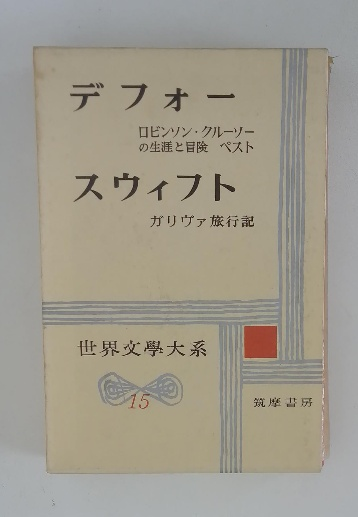 デフォー
ロビンソン・クルーソー
の生涯と冒険 ペスト
スウィフト
ガリヴァ旅行記
世界文學大系
15
筑摩書房